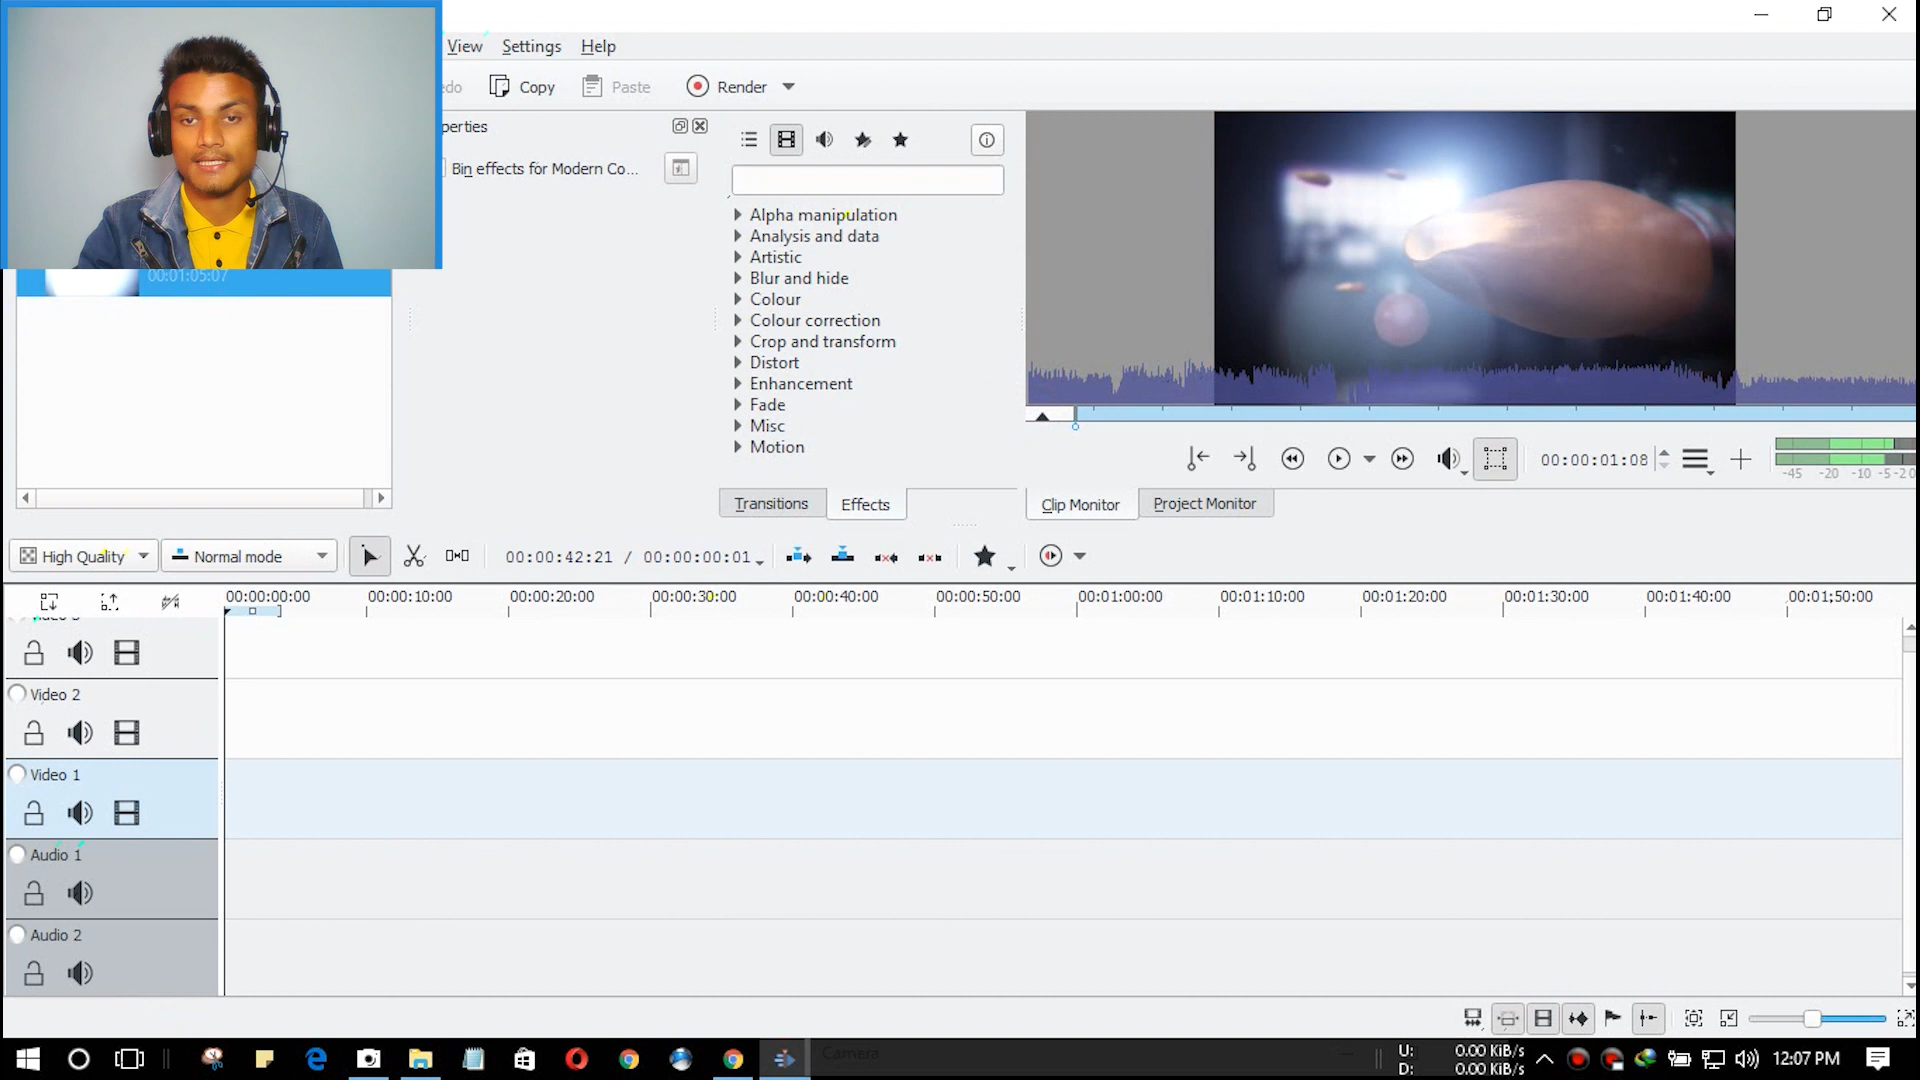 View Settings Help
do Copy Paste Render
perties
Bin effects for Modern Co...
00:01:05:07
Alpha manipulation
Analysis and data
Artistic
Blur and hide
Colour
Colour correction
Crop and transform
Distort
Enhancement
Fade
Misc
Motion
Transitions Effects
00:00:01:08
-45 -20 -10 -5 -2 0
Clip Monitor Project Monitor
High Quality Normal mode 00:00:42:21 / 00:00:00:01
00:00:00:00 00:00:10:00 00:00:20:00 00:00:30:00 00:00:40:00 00:00:50:00 00:01:00:00 00:01:10:00 00:01:20:00 00:01:30:00 00:01:40:00 00:01:50:00
Video 2
Video 1
Audio 1
Audio 2
Camera
U: 0.00 KiB/s
D: 0.00 KiB/s
12:07 PM